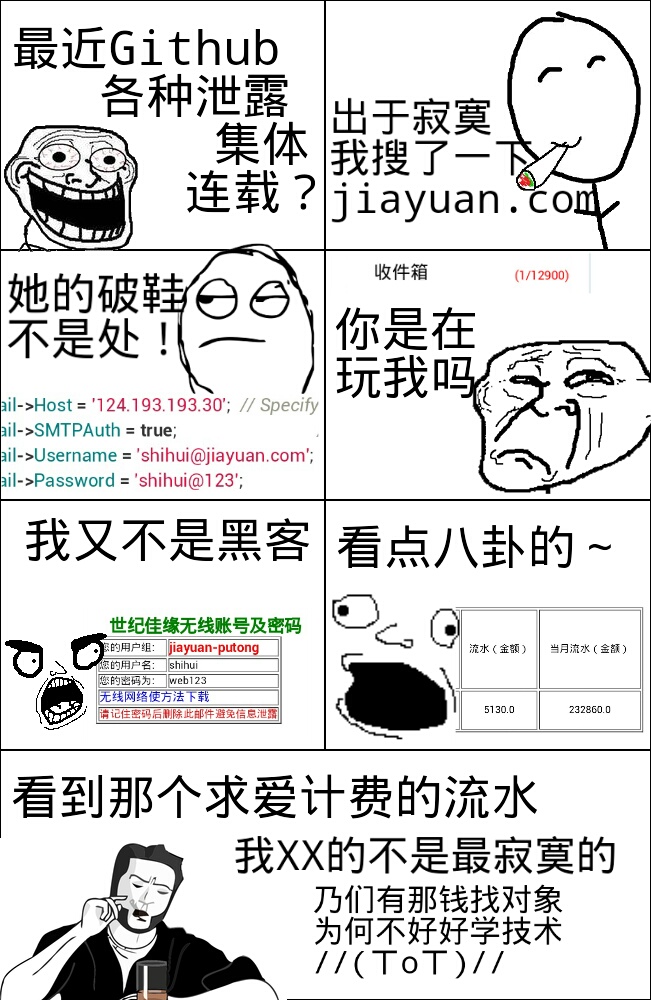 最近Github
各种泄露
集体
连载？
出于寂寞
我搜了一下
jiayuan.com
她的破鞋
不是处！
ail->Host = '124.193.193.30'; // Specify
ail->SMTPAuth = true;
ail->Username = 'shihui@jiayuan.com';
ail->Password = 'shihui@123';
收件箱 (1/12900)
你是在
玩我吗
我又不是黑客
世纪佳缘无线账号及密码
您的用户组: jiayuan-putong
您的用户名: shihui
您的密码为: web123
无线网络使方法下载
请记住密码后删除此邮件避免信息泄露
看点八卦的～
流水（金额） 当月流水（金额）
5130.0 232860.0
看到那个求爱计费的流水
我XX的不是最寂寞的
乃们有那钱找对象
为何不好好学技术
//(ToT)//